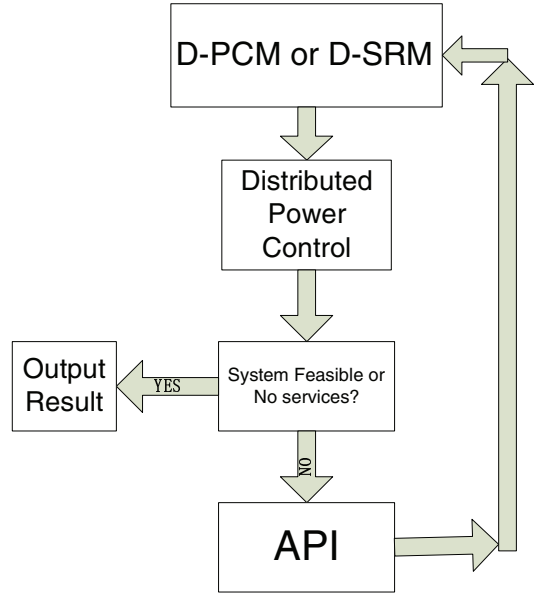 D-PCM or D-SRM
Distributed
Power
Control
System Feasible or
No services?
YES
Output
Result
NO
API